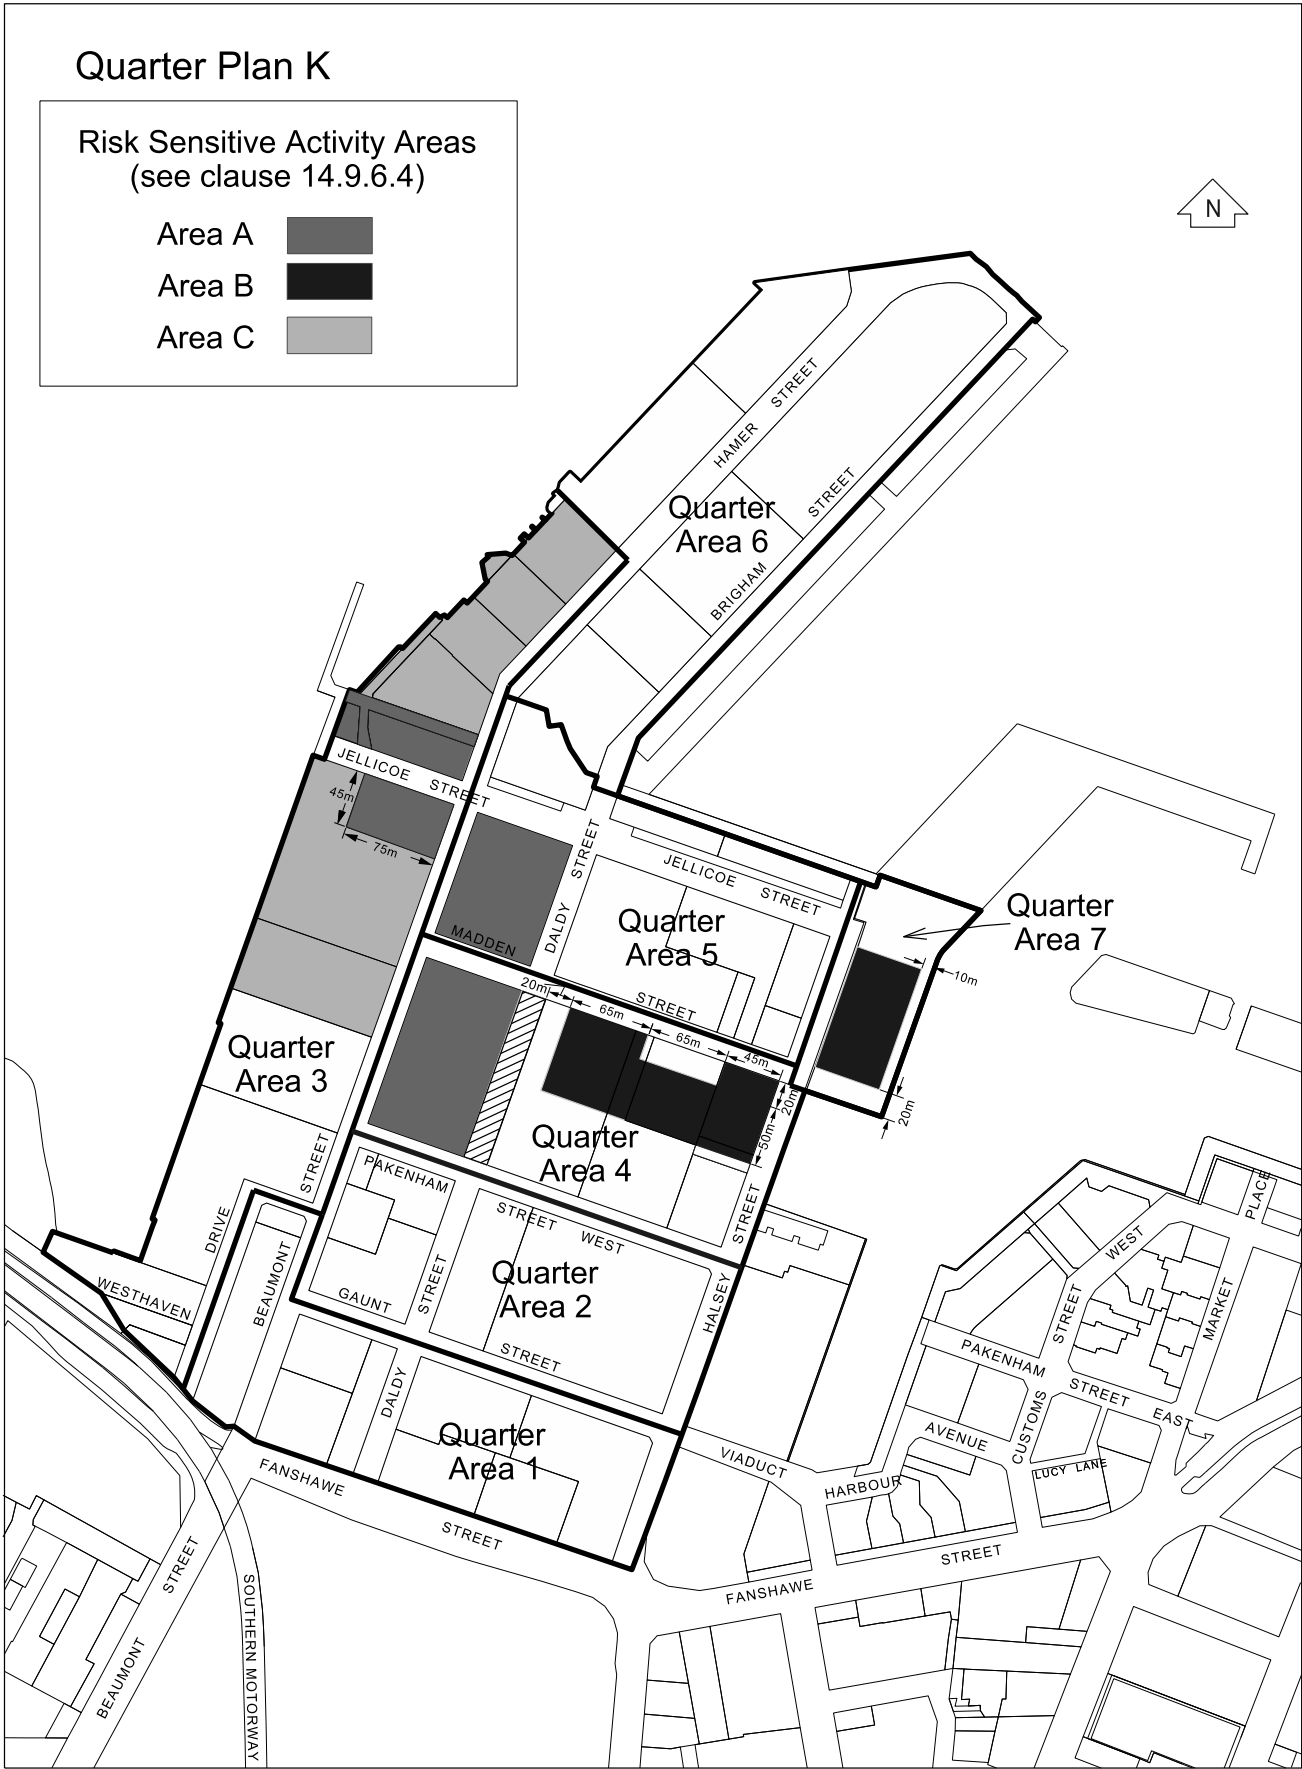 Quarter Plan K
Risk Sensitive Activity Areas
(see clause 14.9.6.4)
Area A
Area B
Area C
N
HAMER STREET
Quarter
Area 6
BRIGHAM STREET
JELLICOE STREET
45m
75m
DALDY STREET
JELLICOE STREET
Quarter
Area 5
Quarter
Area 7
MADDEN STREET
10m
20m
65m
65m
45m
20m
50m
20m
Quarter
Area 3
Quarter
Area 4
STREET
PAKENHAM STREET WEST
DRIVE
WESTHAVEN
BEAUMONT
Quarter
Area 2
GAUNT STREET
STREET
HALSEY STREET
DALDY
Quarter
Area 1
FANSHAWE STREET
VIADUCT HARBOUR AVENUE
PLACE
WEST
STREET
MARKET
PAKENHAM STREET EAST
CUSTOMS
LUCY LANE
FANSHAWE STREET
BEAUMONT STREET
SOUTHERN MOTORWAY